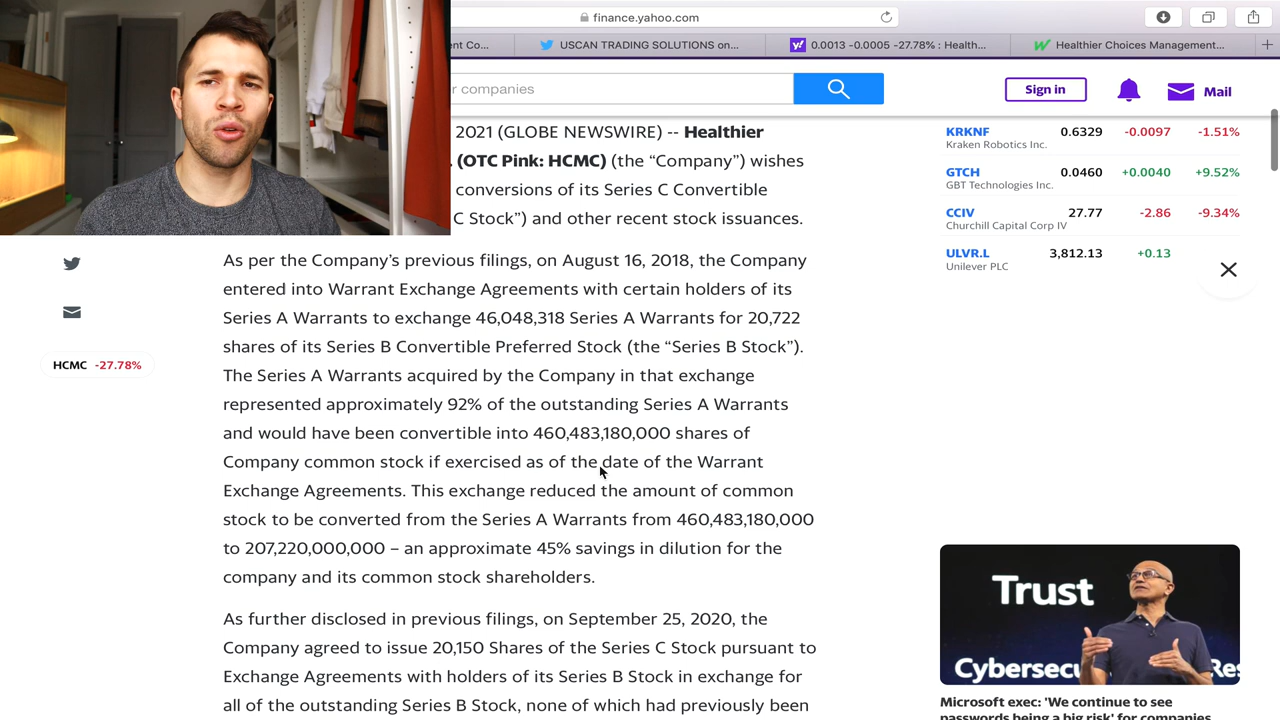 finance.yahoo.com
ent Co...
USCAN TRADING SOLUTIONS on...
0.0013 -0.0005 -27.78% : Health...
Healthier Choices Management...
r companies
Sign in
Mail
2021 (GLOBE NEWSWIRE) -- Healthier
. (OTC Pink: HCMC) (the “Company”) wishes
conversions of its Series C Convertible
C Stock”) and other recent stock issuances.
As per the Company’s previous filings, on August 16, 2018, the Company
entered into Warrant Exchange Agreements with certain holders of its
Series A Warrants to exchange 46,048,318 Series A Warrants for 20,722
shares of its Series B Convertible Preferred Stock (the “Series B Stock”).
The Series A Warrants acquired by the Company in that exchange
represented approximately 92% of the outstanding Series A Warrants
and would have been convertible into 460,483,180,000 shares of
Company common stock if exercised as of the date of the Warrant
Exchange Agreements. This exchange reduced the amount of common
stock to be converted from the Series A Warrants from 460,483,180,000
to 207,220,000,000 – an approximate 45% savings in dilution for the
company and its common stock shareholders.
As further disclosed in previous filings, on September 25, 2020, the
Company agreed to issue 20,150 Shares of the Series C Stock pursuant to
Exchange Agreements with holders of its Series B Stock in exchange for
all of the outstanding Series B Stock, none of which had previously been
HCMC -27.78%
KRKNF 0.6329 -0.0097 -1.51%
Kraken Robotics Inc.
GTCH 0.0460 +0.0040 +9.52%
GBT Technologies Inc.
CCIV 27.77 -2.86 -9.34%
Churchill Capital Corp IV
ULVR.L 3,812.13 +0.13
Unilever PLC
Trust
Cybersecu Res
Microsoft exec: 'We continue to see
passwords being a big risk' for companies